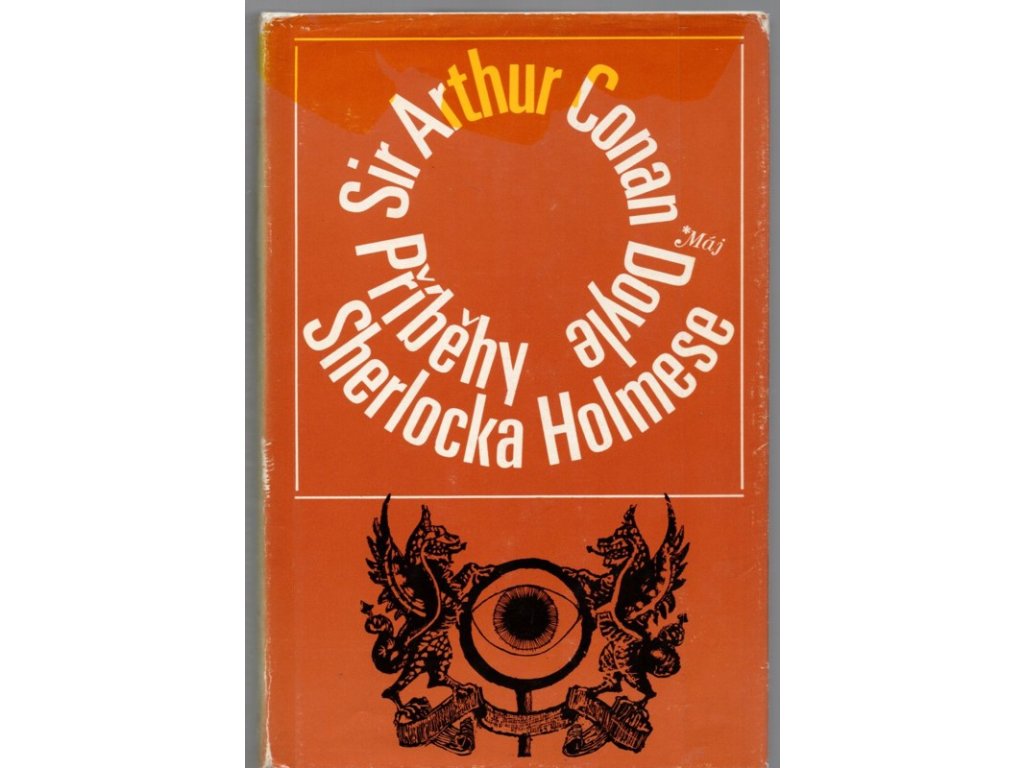 Sir Arthur Conan Doyle
*Máj
Příběhy
Sherlocka Holmese